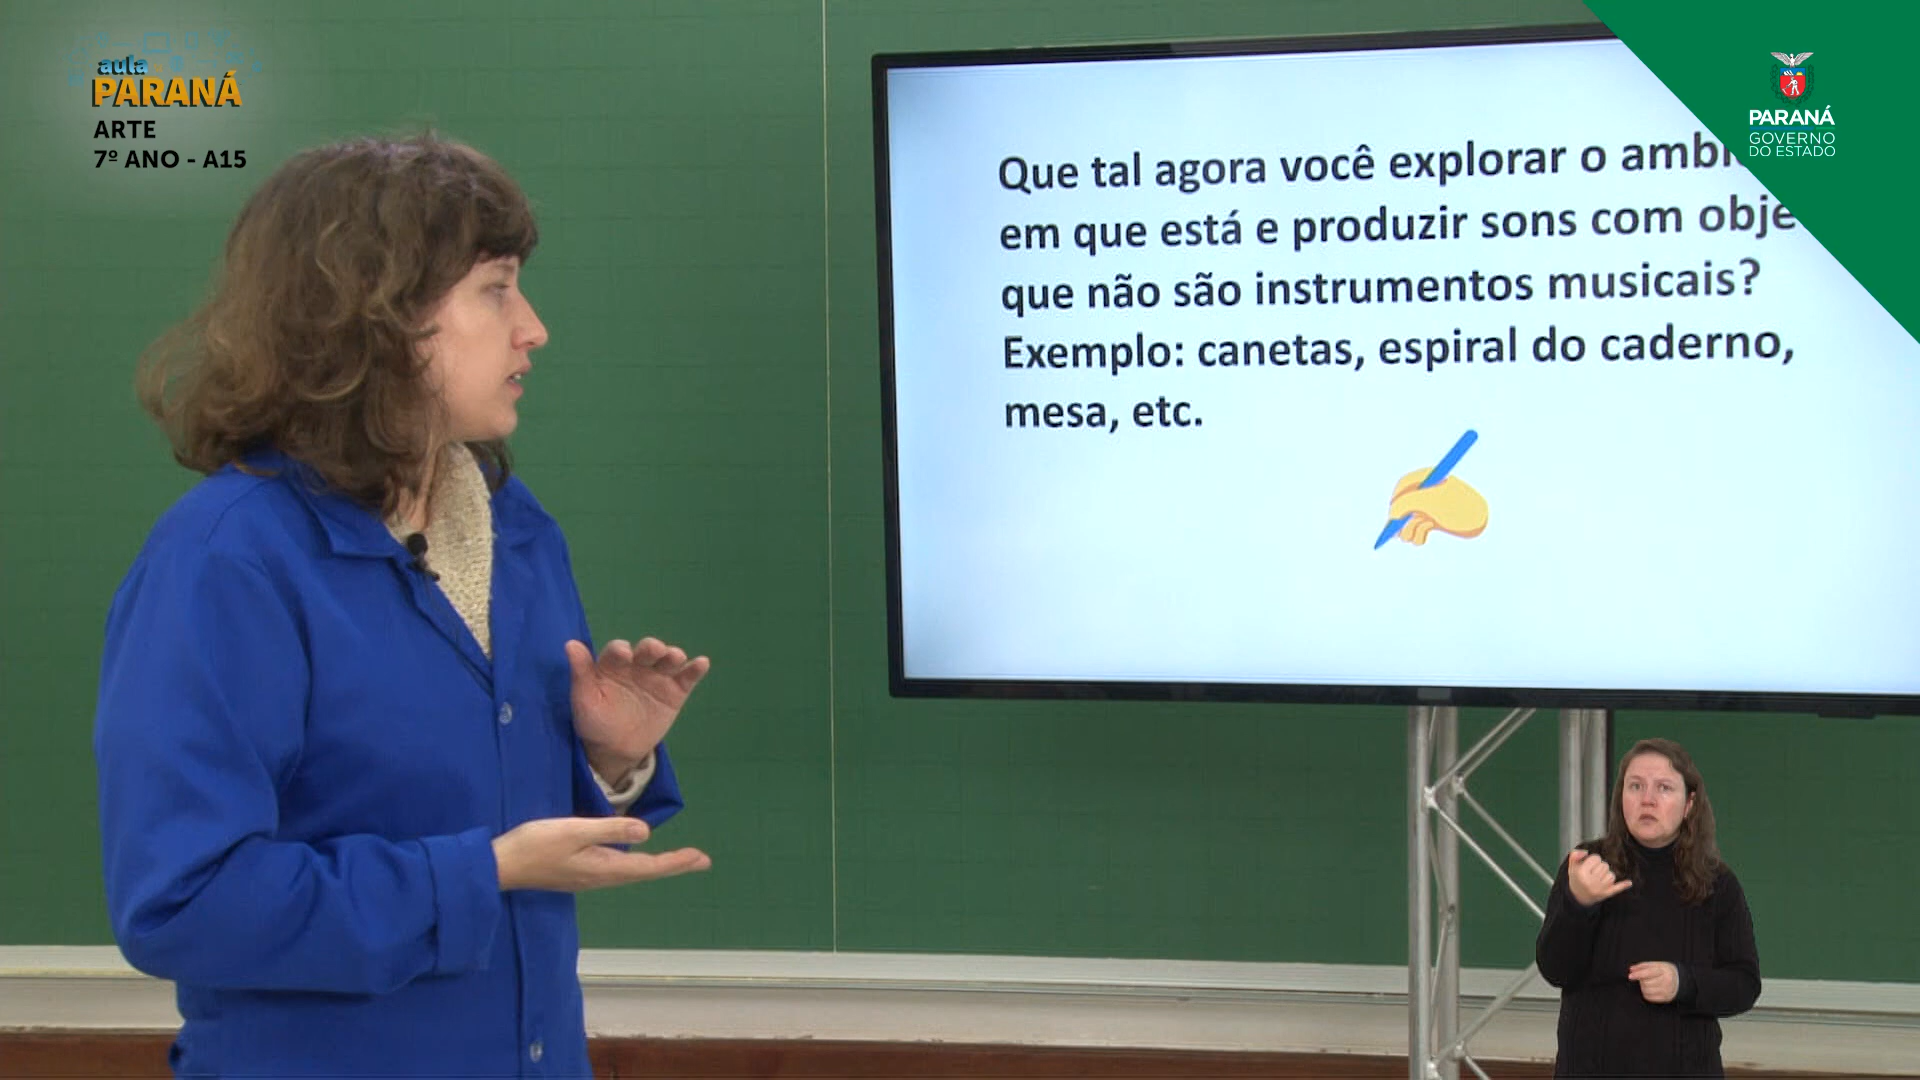 aula
PARANÁ
ARTE
7º ANO - A15
Que tal agora você explorar o
em que está e produzir sons com
que não são instrumentos musicais?
Exemplo: canetas, espiral do caderno,
mesa, etc.
PARANÁ
GOVERNO
DO ESTADO